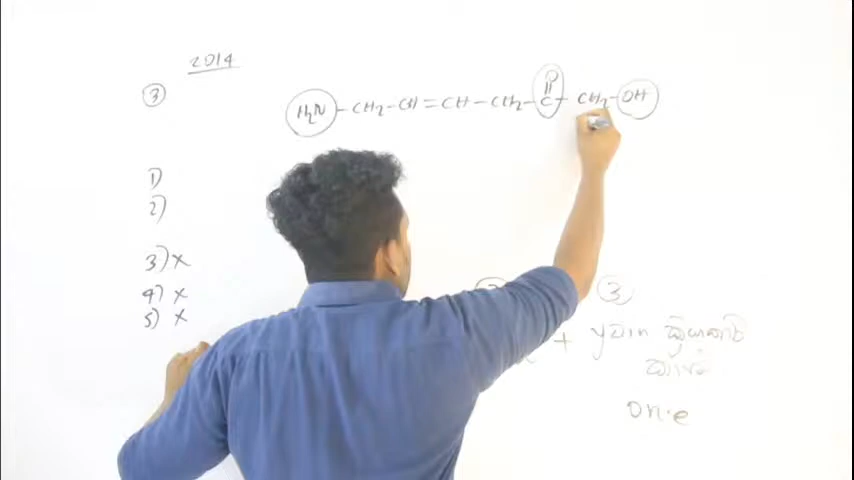 2014
3
O
||
H₂N-CH₂-CH=CH-CH₂-C-CH₂-OH
1)
2)
3) x
4) x
5) x
3
+
on.e